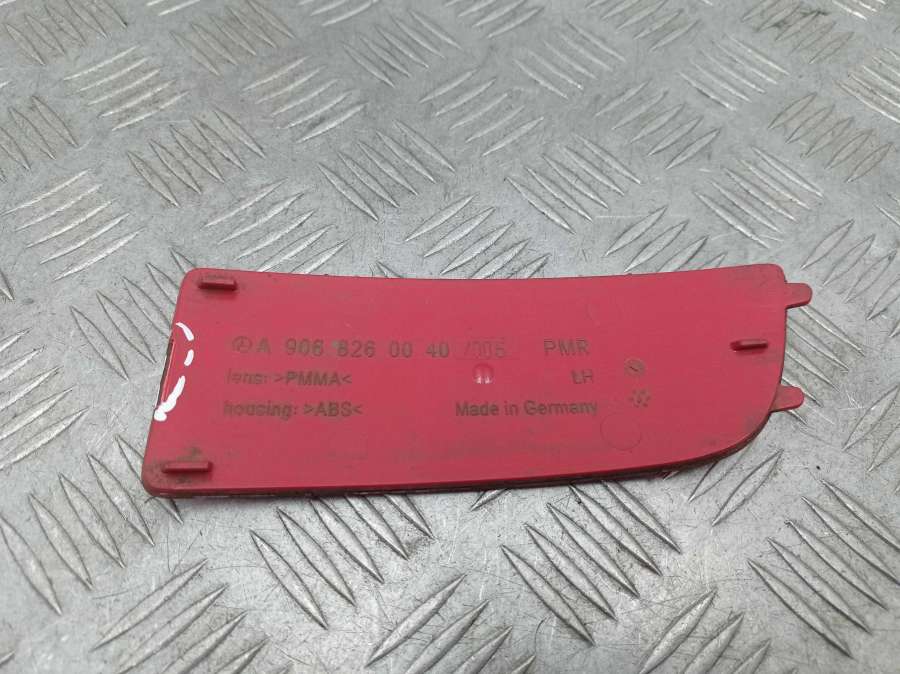 A 906 826 00 40 /005 PMR
lens: >PMMA< LH
housing: >ABS< Made in Germany